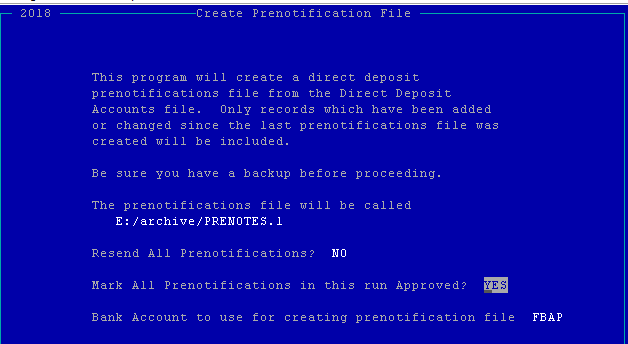 2018 Create Prenotification File
This program will create a direct deposit
prenotifications file from the Direct Deposit
Accounts file. Only records which have been added
or changed since the last prenotifications file was
created will be included.
Be sure you have a backup before proceeding.
The prenotifications file will be called
E:/archive/PRENOTES.1
Resend All Prenotifications? NO
Mark All Prenotifications in this run Approved? YES
Bank Account to use for creating prenotification file FBAP